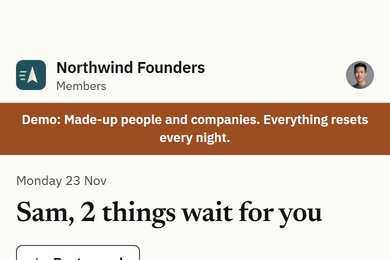 Northwind Founders
Members
Demo: Made-up people and companies. Everything resets
every night.
Monday 23 Nov
Sam, 2 things wait for you